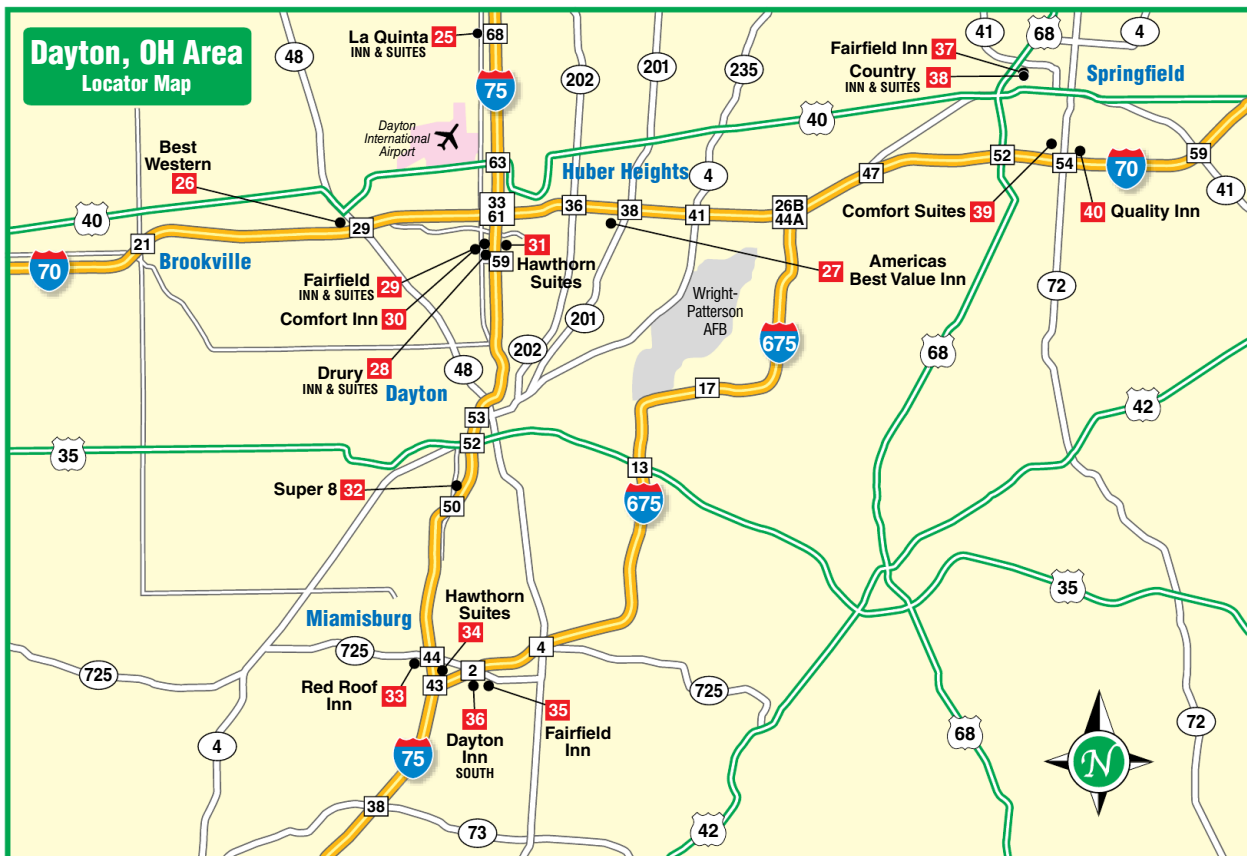 Dayton, OH Area
Locator Map
La Quinta 25
INN & SUITES
68
48
75
202
201
235
41
68
4
Fairfield Inn 37
Country 38
INN & SUITES
Springfield
Dayton
International
Airport
40
Best
Western
26
63
Huber Heights
4
47
52
54
59
70
41
40
21
29
33
61
36
38
41
26B
44A
Comfort Suites 39
40 Quality Inn
70
Brookville
31
Hawthorn
Suites
59
Fairfield 29
INN & SUITES
Comfort Inn 30
27 Americas
Best Value Inn
Wright-
Patterson
AFB
72
201
202
675
68
Drury 28
INN & SUITES
48
Dayton
17
42
53
52
35
13
Super 8 32
50
675
35
Miamisburg
Hawthorn
Suites
34
725
44
4
2
725
43
725
Red Roof
Inn
33
36
Dayton
Inn
SOUTH
35
Fairfield
Inn
4
75
68
72
N
38
73
42